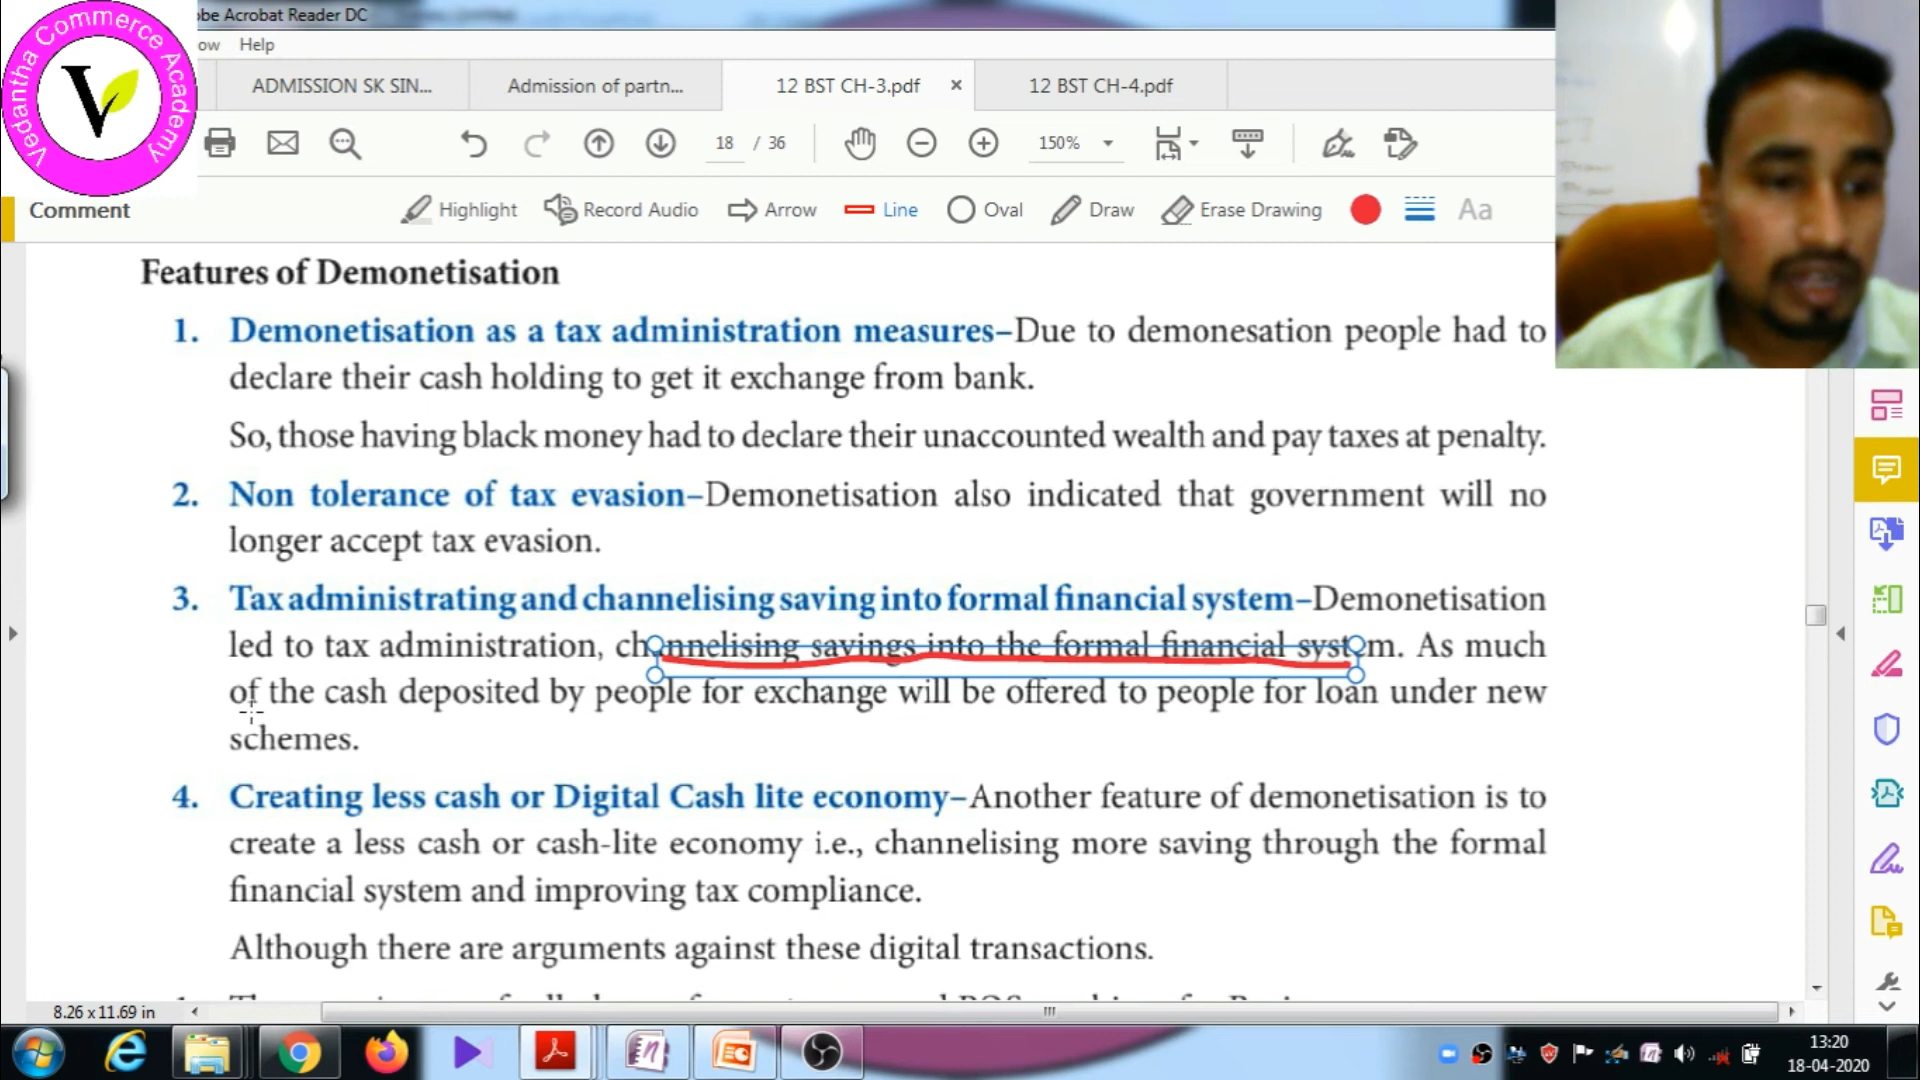 obe Acrobat Reader DC
ow Help
Vedantha Commerce Academy
V
ADMISSION SK SIN... Admission of partn... 12 BST CH-3.pdf × 12 BST CH-4.pdf
18 / 36 150%
Comment Highlight Record Audio Arrow Line Oval Draw Erase Drawing Aa
Features of Demonetisation
1. Demonetisation as a tax administration measures–Due to demonesation people had to
declare their cash holding to get it exchange from bank.
So, those having black money had to declare their unaccounted wealth and pay taxes at penalty.
2. Non tolerance of tax evasion–Demonetisation also indicated that government will no
longer accept tax evasion.
3. Tax administrating and channelising saving into formal financial system–Demonetisation
led to tax administration, channelising savings into the formal financial system. As much
of the cash deposited by people for exchange will be offered to people for loan under new
schemes.
4. Creating less cash or Digital Cash lite economy–Another feature of demonetisation is to
create a less cash or cash-lite economy i.e., channelising more saving through the formal
financial system and improving tax compliance.
Although there are arguments against these digital transactions.
8.26 x 11.69 in
13:20
18-04-2020